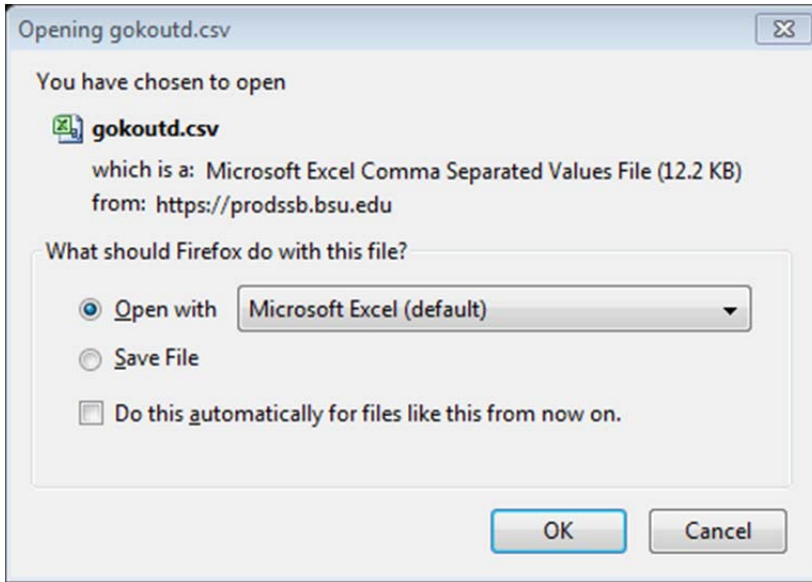 Opening gokoutd.csv
You have chosen to open
gokoutd.csv
which is a: Microsoft Excel Comma Separated Values File (12.2 KB)
from: https://prodssb.bsu.edu
What should Firefox do with this file?
Open with Microsoft Excel (default)
Save File
Do this automatically for files like this from now on.
OK Cancel